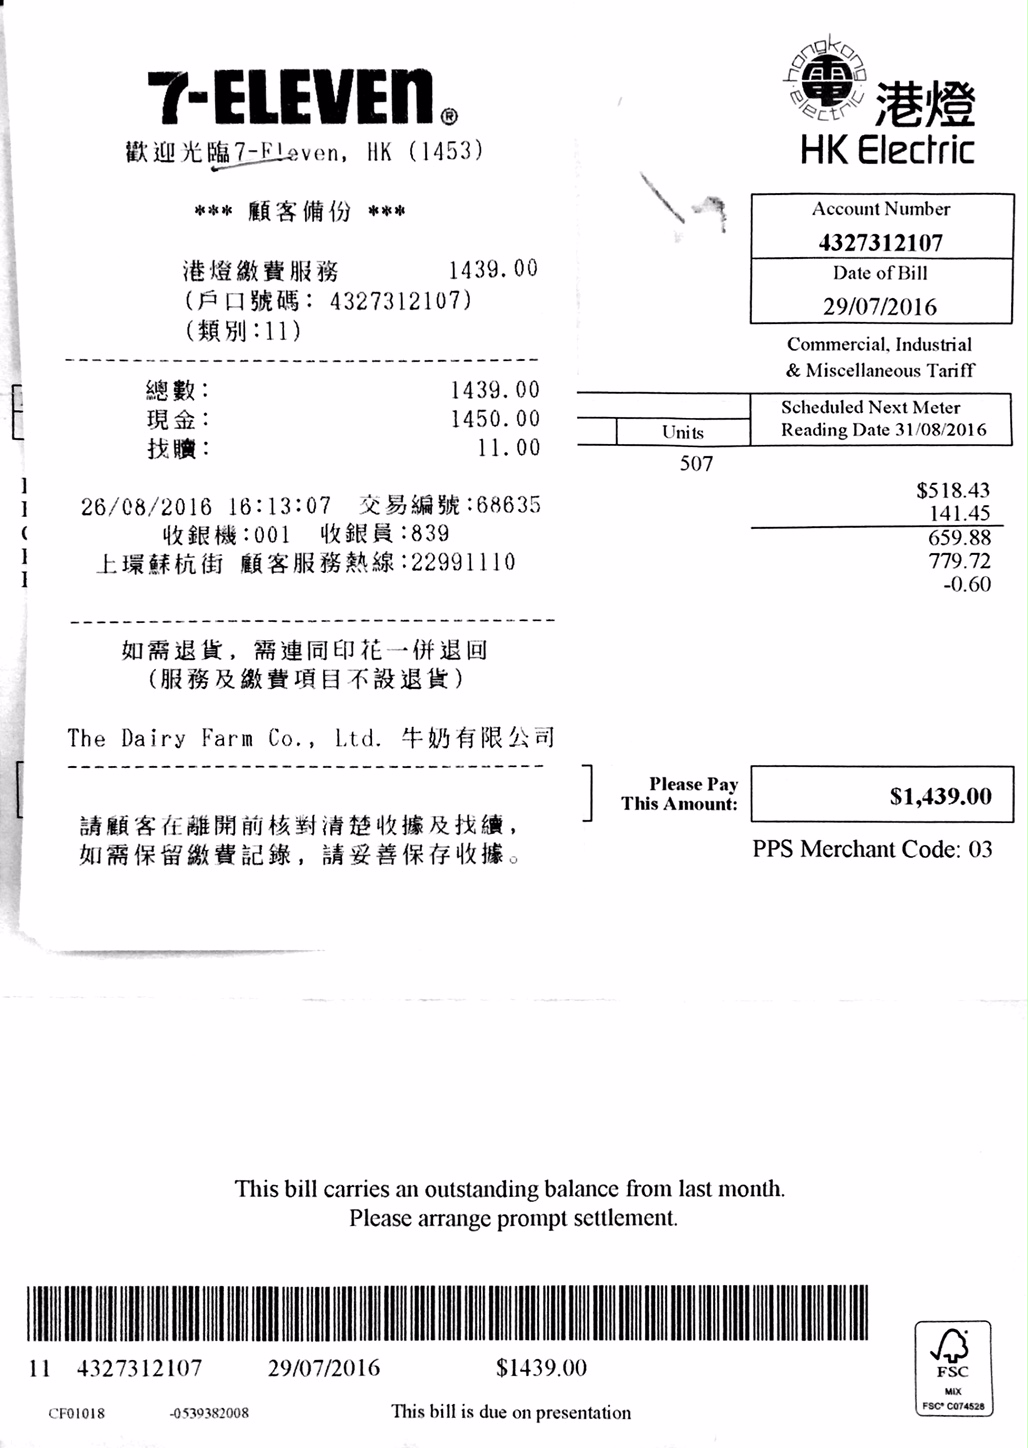 7-ELEVEN®
歡迎光臨7-Eleven, HK (1453)
*** 顧客備份 ***
港燈繳費服務 1439.00
(戶口號碼: 4327312107)
(類別:11)
總數: 1439.00
現金: 1450.00
找贖: 11.00
26/08/2016 16:13:07 交易編號:68635
收銀機:001 收銀員:839
上環蘇杭街 顧客服務熱線:22991110
如需退貨, 需連同印花一併退回
(服務及繳費項目不設退貨)
The Dairy Farm Co., Ltd. 牛奶有限公司
請顧客在離開前核對清楚收據及找續,
如需保留繳費記錄, 請妥善保存收據。
hongkong
電
electric
港燈
HK Electric
Account Number
4327312107
Date of Bill
29/07/2016
Commercial, Industrial
& Miscellaneous Tariff
Scheduled Next Meter
Units Reading Date 31/08/2016
507
$518.43
141.45
659.88
779.72
-0.60
Please Pay
This Amount: $1,439.00
PPS Merchant Code: 03
This bill carries an outstanding balance from last month.
Please arrange prompt settlement.
11 4327312107 29/07/2016 $1439.00
CF01018 -0539382008 This bill is due on presentation
FSC
MIX
FSC® C074528